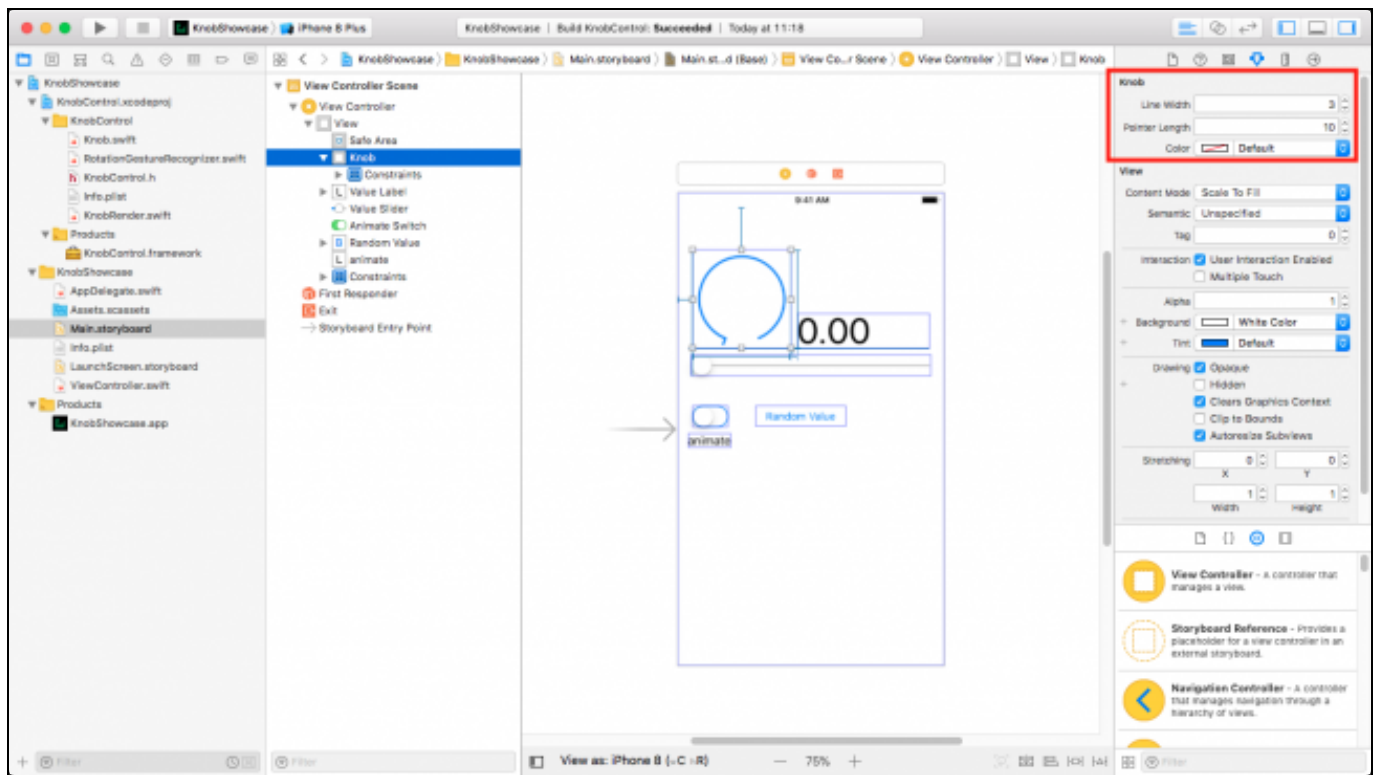 KnobShowcase 〉 iPhone 8 Plus
KnobShowcase | Build KnobControl: Succeeded | Today at 11:18
KnobShowcase 〉 KnobShowcase 〉 Main.storyboard 〉 Main.st...d (Base) 〉 View Co...r Scene 〉 View Controller 〉 View 〉 Knob
KnobShowcase
KnobControl.xcodeproj
KnobControl
Knob.swift
RotationGestureRecognizer.swift
KnobControl.h
Info.plist
KnobRender.swift
Products
KnobControl.framework
KnobShowcase
AppDelegate.swift
Assets.xcassets
Main.storyboard
Info.plist
LaunchScreen.storyboard
ViewController.swift
Products
KnobShowcase.app
Filter
View Controller Scene
View Controller
View
Safe Area
Knob
Constraints
L Value Label
Value Slider
Animate Switch
B Random Value
L animate
Constraints
First Responder
Exit
Storyboard Entry Point
Filter
9:41 AM
0.00
Random Value
animate
View as: iPhone 8 (wC hR)
— 75% +
Knob
Line Width 3
Pointer Length 10
Color Default
View
Content Mode Scale To Fill
Semantic Unspecified
Tag 0
Interaction User Interaction Enabled
Multiple Touch
Alpha 1
+ Background White Color
+ Tint Default
Drawing Opaque
+ Hidden
Clears Graphics Context
Clip to Bounds
Autoresize Subviews
Stretching 0 0
X Y
1 1
Width Height
View Controller - A controller that
manages a view.
Storyboard Reference - Provides a
placeholder for a view controller in an
external storyboard.
Navigation Controller - A controller
that manages navigation through a
hierarchy of views.
Filter